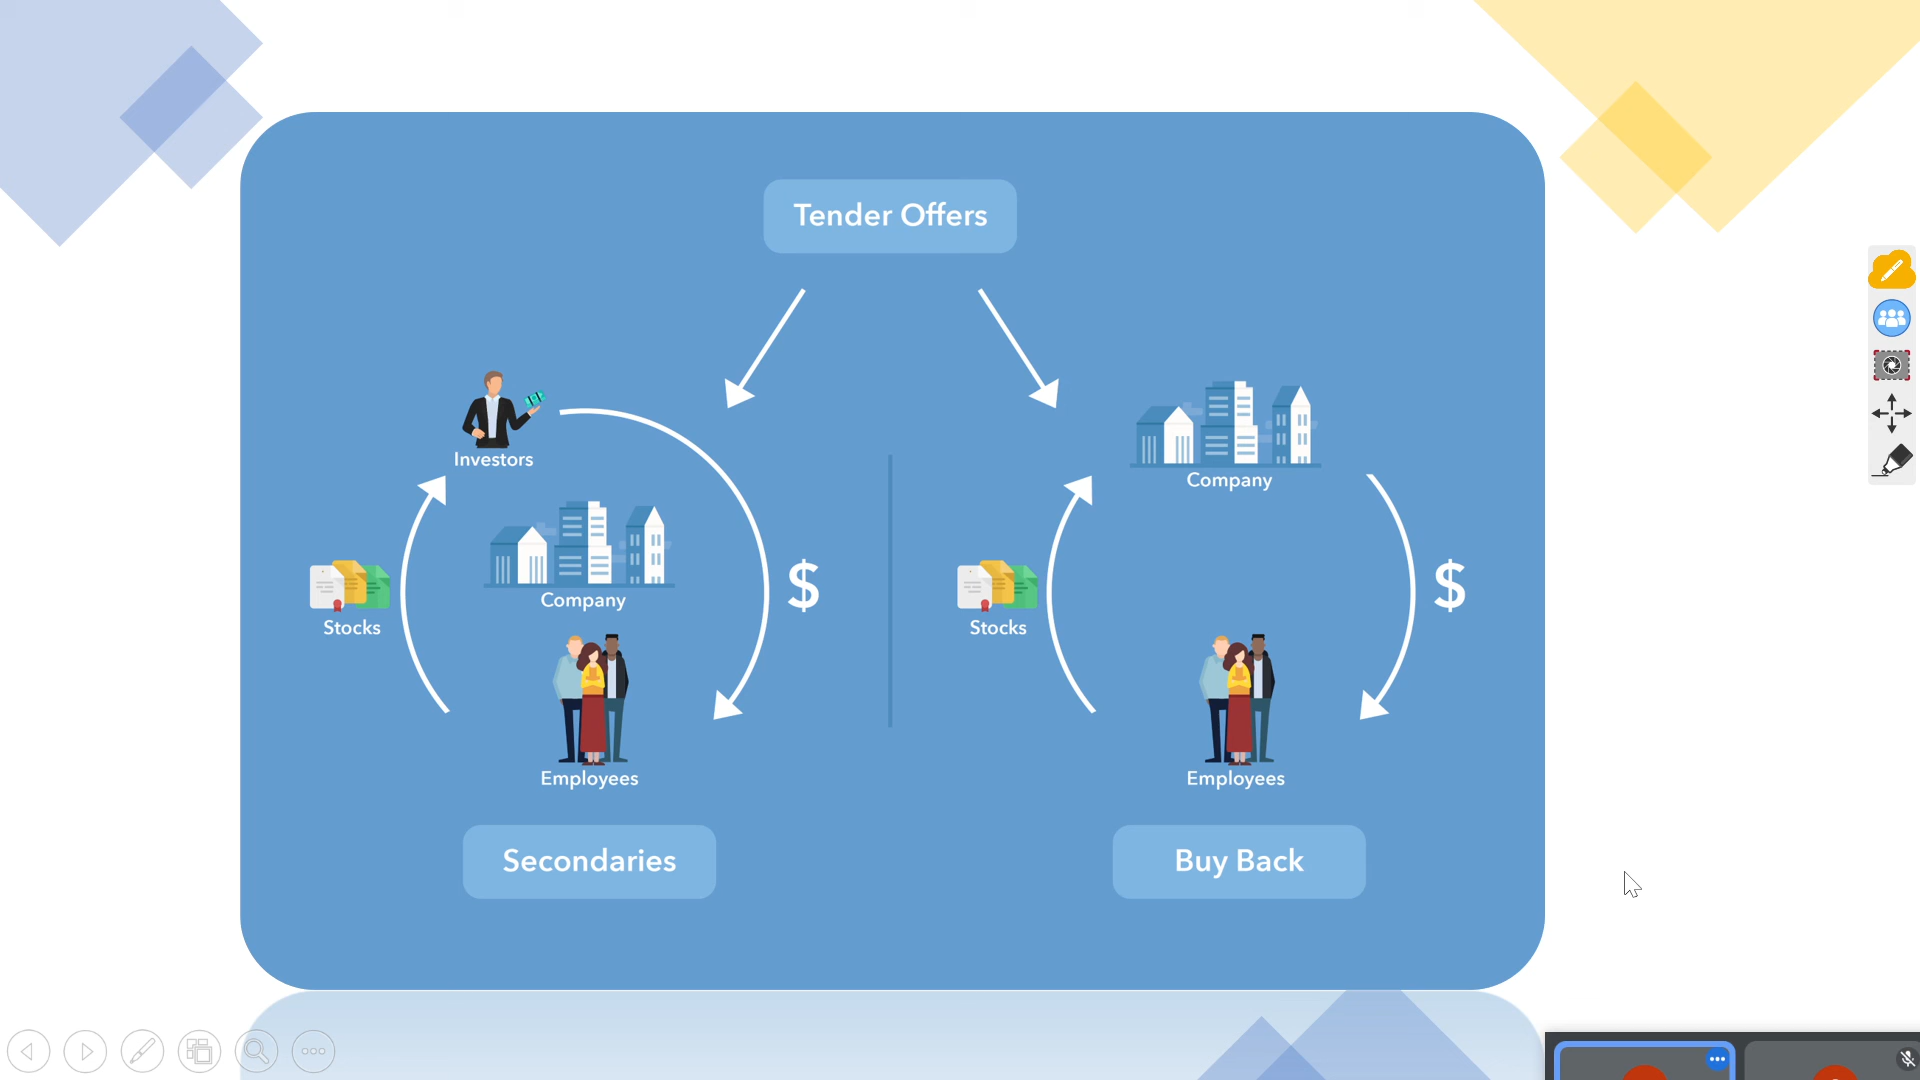 Tender Offers
Investors
Company
Stocks
$
Employees
Secondaries
Company
Stocks
$
Employees
Buy Back